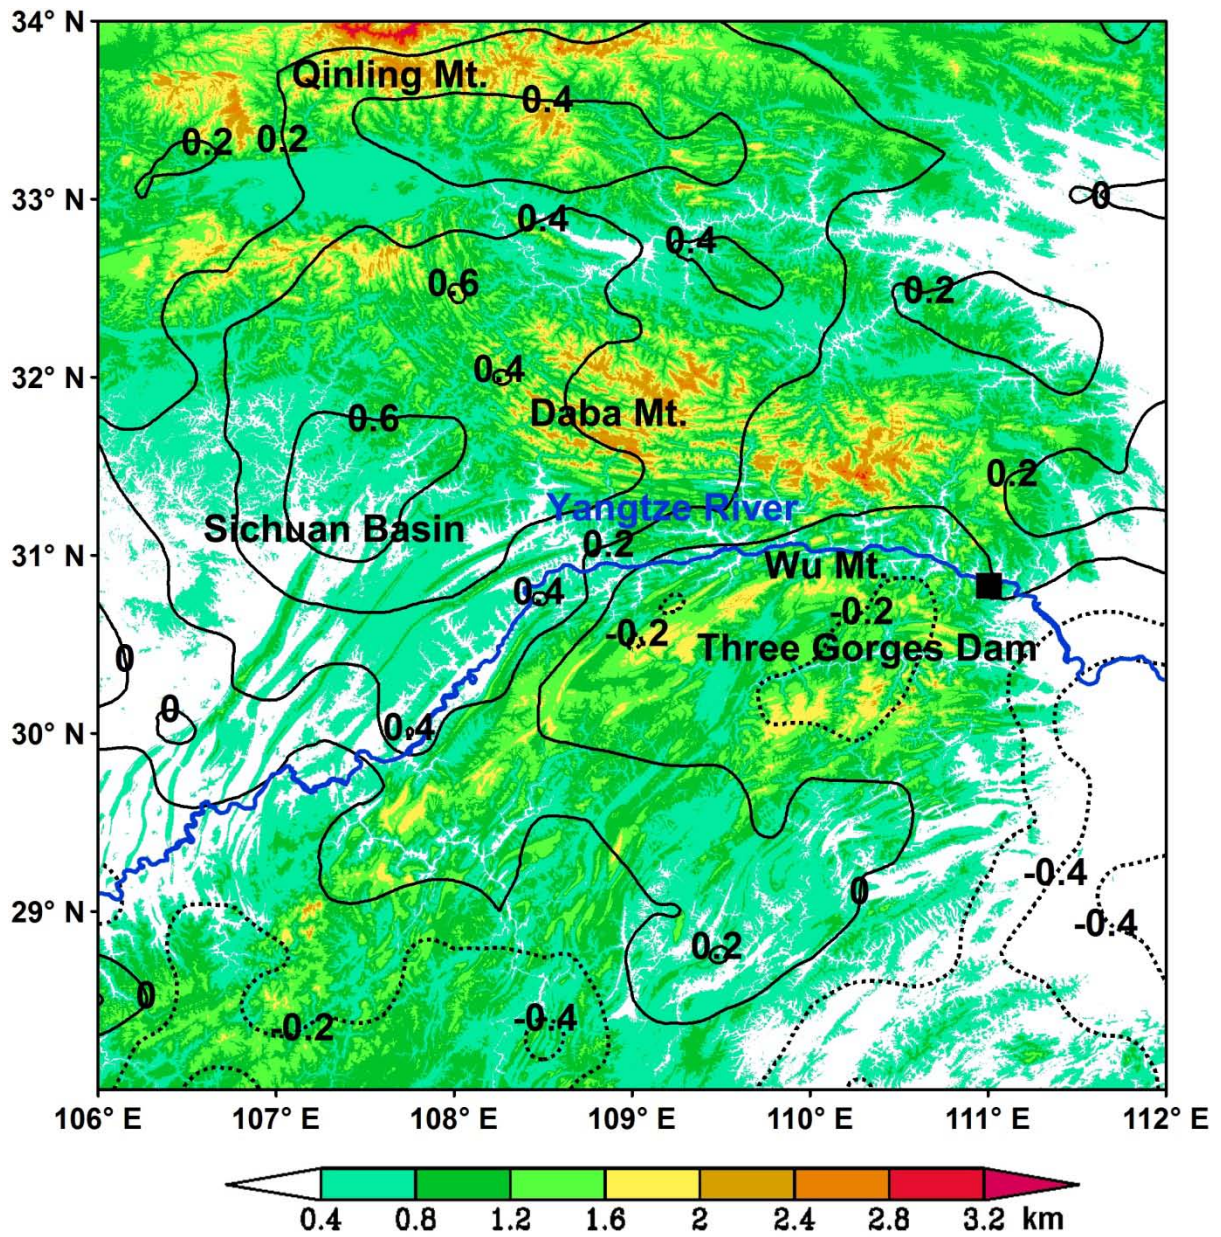 34° N
Qinling Mt.
0.4
0.2 0.2
33° N
0
0.4
0.4
0.6
0.2
32° N
0.4
Daba Mt.
0.6
0.2
Yangtze River
Sichuan Basin
31° N
0.2
Wu Mt.
0.4
-0.2
-0.2
Three Gorges Dam
0
0
30° N
0.4
-0.4
0
29° N
-0.4
0.2
0
-0.2
-0.4
106° E 107° E 108° E 109° E 110° E 111° E 112° E
0.4 0.8 1.2 1.6 2 2.4 2.8 3.2 km